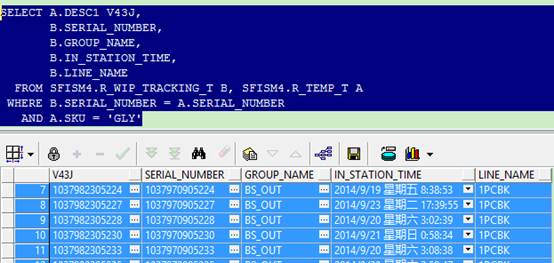 SELECT A.DESC1 V43J,
B.SERIAL_NUMBER,
B.GROUP_NAME,
B.IN_STATION_TIME,
B.LINE_NAME
FROM SFISM4.R_WIP_TRACKING_T B, SFISM4.R_TEMP_T A
WHERE B.SERIAL_NUMBER = A.SERIAL_NUMBER
AND A.SKU = 'GLY'
V43J SERIAL_NUMBER GROUP_NAME IN_STATION_TIME LINE_NAME
7 1037982305224 ... 1037970905224 ... BS_OUT ... 2014/9/19 星期五 8:38:53 1PCBK ...
8 1037982305227 ... 1037970905227 ... BS_OUT ... 2014/9/23 星期二 17:39:55 1PCBK ...
9 1037982305228 ... 1037970905228 ... BS_OUT ... 2014/9/20 星期六 3:02:39 1PCBK ...
10 1037982305230 ... 1037970905230 ... BS_OUT ... 2014/9/21 星期日 0:58:34 1PCBK ...
11 1037982305233 ... 1037970905233 ... BS_OUT ... 2014/9/20 星期六 3:08:38 1PCBK ...